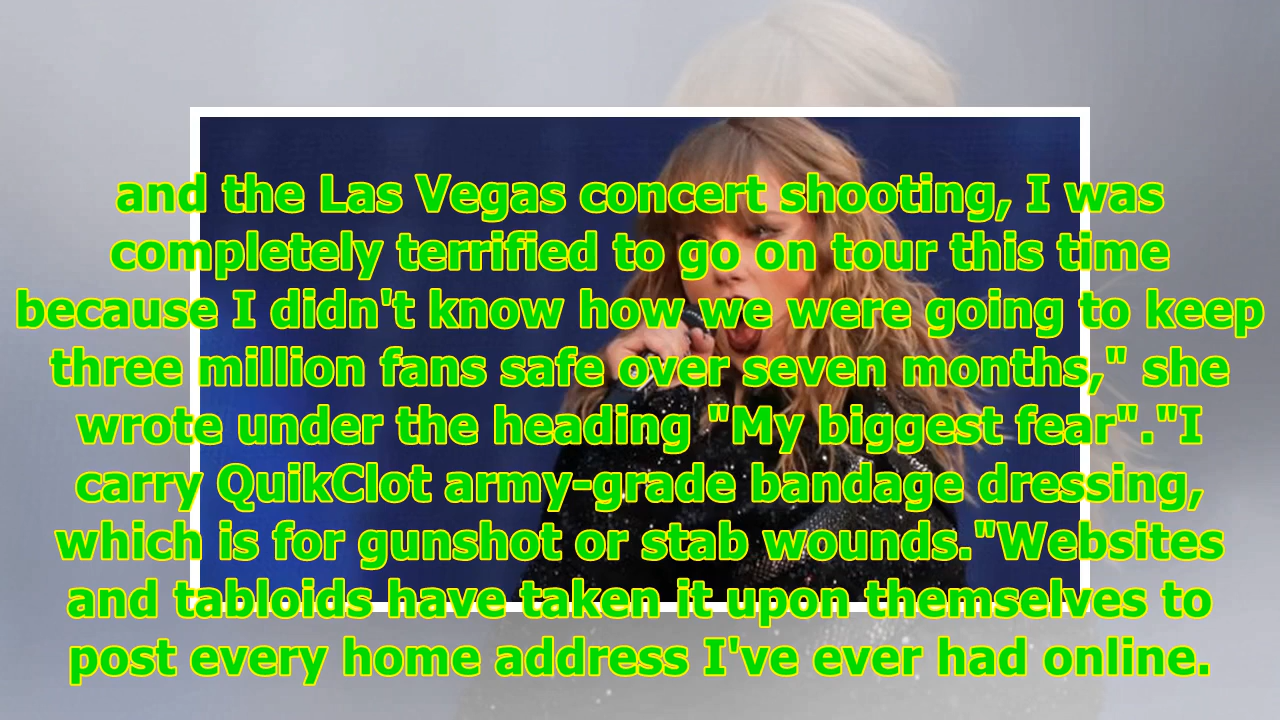 and the Las Vegas concert shooting, I was
completely terrified to go on tour this time
because I didn't know how we were going to keep
three million fans safe over seven months," she
wrote under the heading "My biggest fear"."I
carry QuikClot army-grade bandage dressing,
which is for gunshot or stab wounds."Websites
and tabloids have taken it upon themselves to
post every home address I've ever had online.